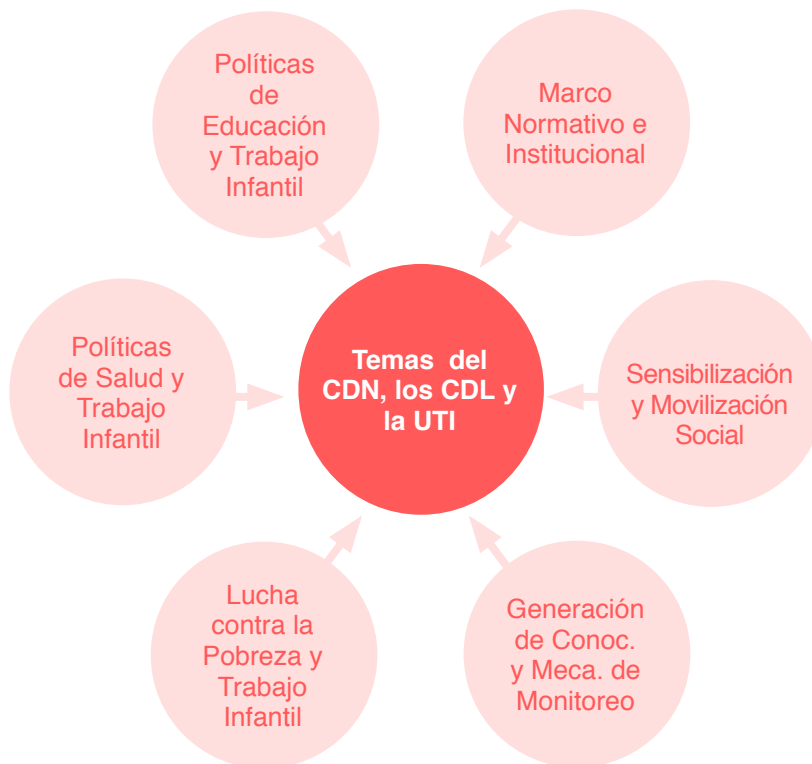 Políticas
de
Educación
y Trabajo
Infantil
Marco
Normativo e
Institucional
Políticas
de Salud y
Trabajo
Infantil
Temas del
CDN, los CDL y
la UTI
Sensibilización
y Movilización
Social
Lucha
contra la
Pobreza y
Trabajo
Infantil
Generación
de Conoc.
y Meca. de
Monitoreo